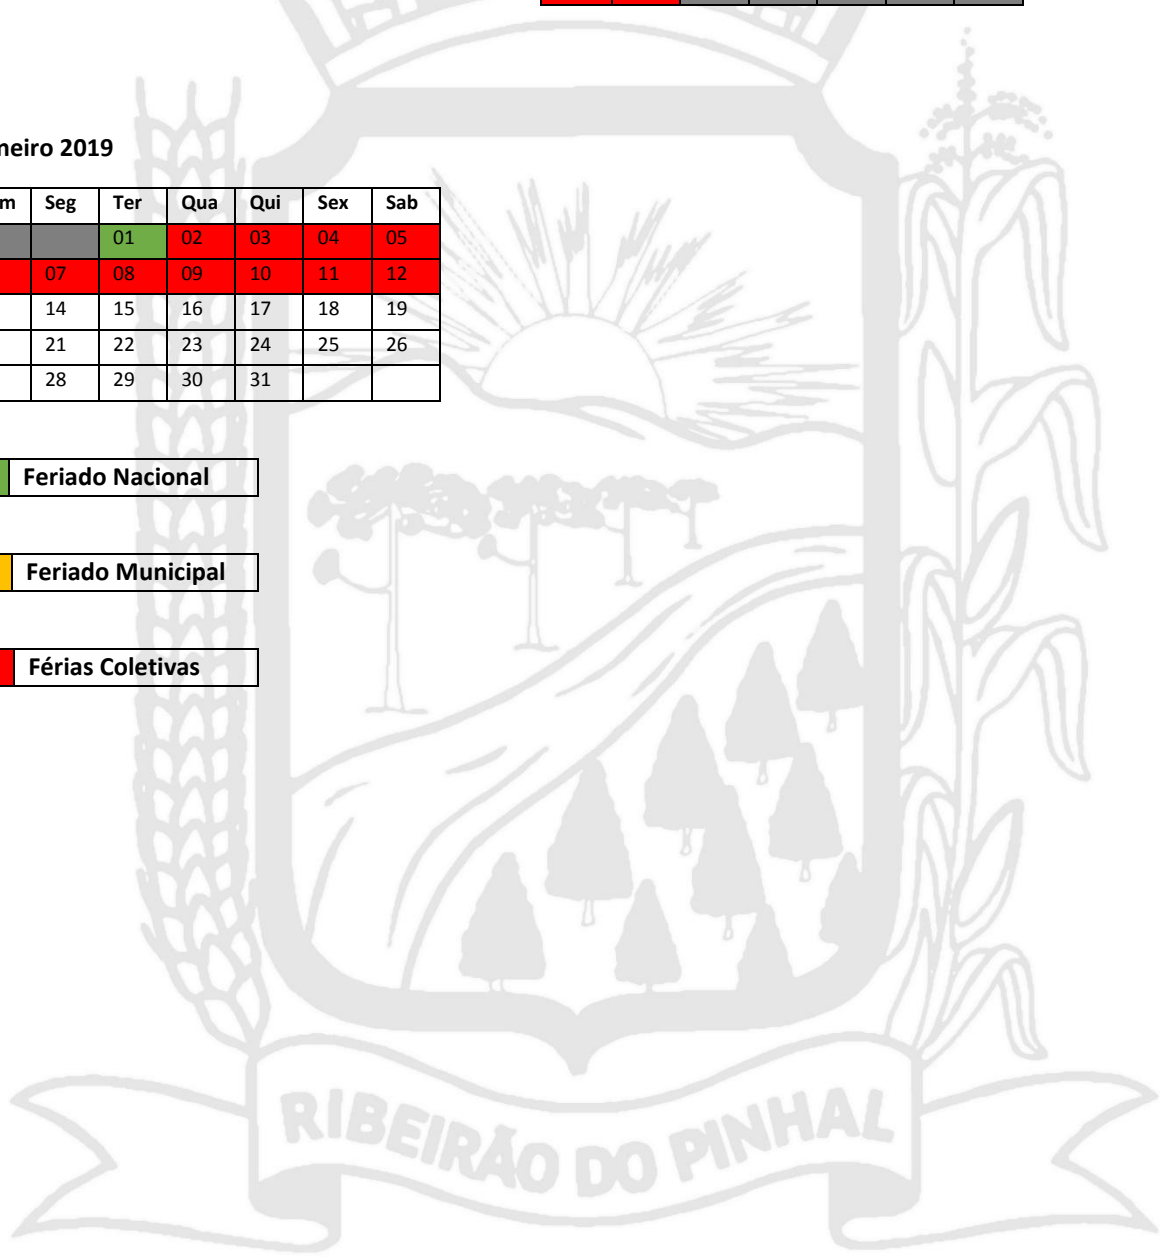 neiro 2019
m Seg Ter Qua Qui Sex Sab
01 02 03 04 05
07 08 09 10 11 12
14 15 16 17 18 19
21 22 23 24 25 26
28 29 30 31
Feriado Nacional
Feriado Municipal
Férias Coletivas
RIBEIRÃO DO PINHAL